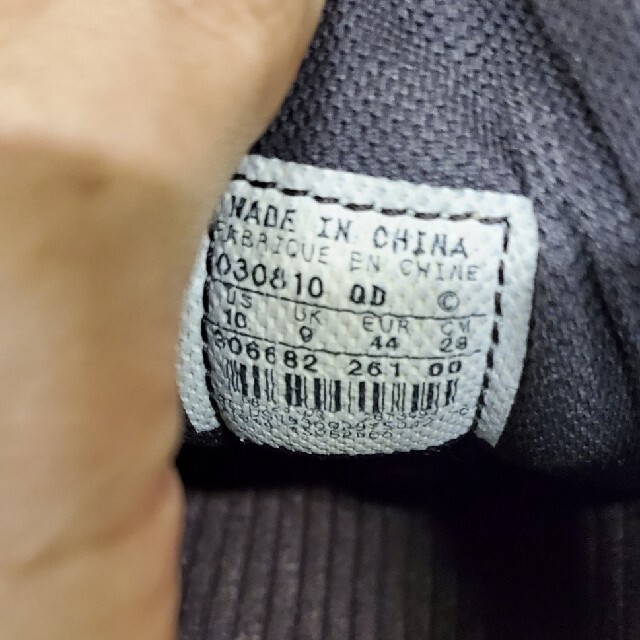 MADE IN CHINA
FABRIQUE EN CHINE
030810 QD ©
US UK EUR CM
10 9 44 28
306682 261 00